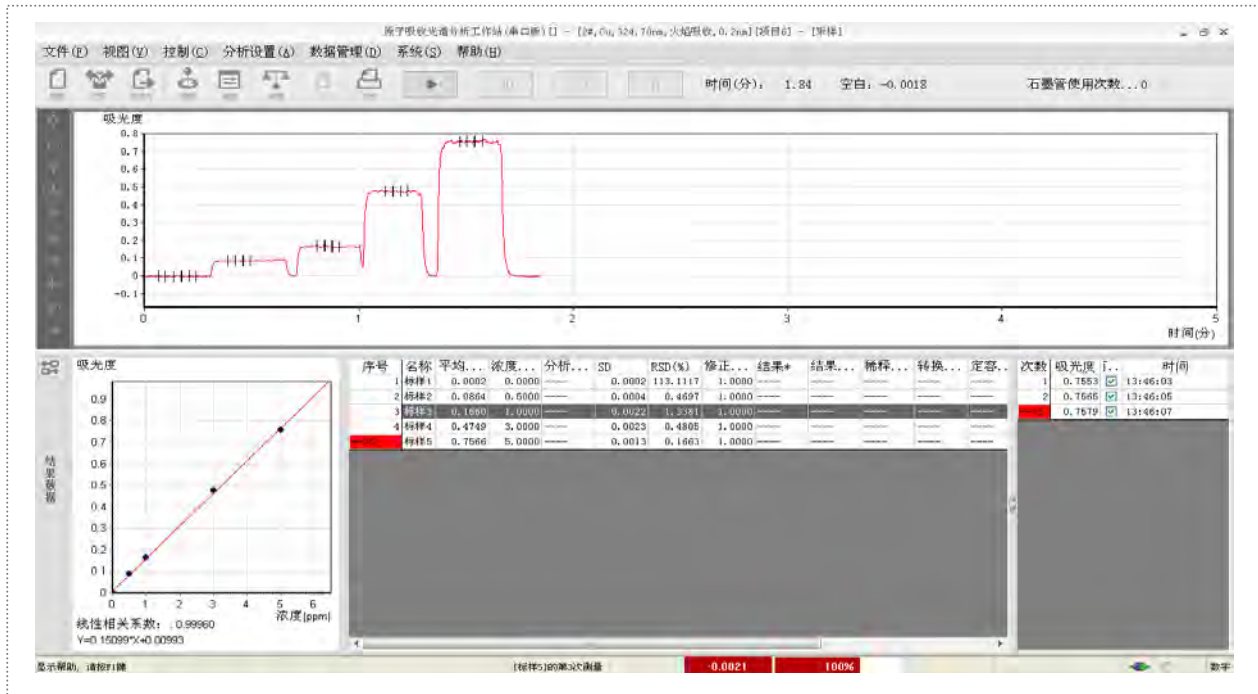 原子吸收光谱分析工作站(串口版)[] - [2#,Cu,324.70nm,火焰吸收,0.2nm][项目6] - [标样]
文件(F) 视图(V) 控制(C) 分析设置(A) 数据管理(D) 系统(S) 帮助(H)
时间(分): 1.84 空白: -0.0018 石墨管使用次数...0
吸光度
0.8
0.7
0.6
0.5
0.4
0.3
0.2
0.1
0
-0.1
0 1 2 3 4 5
时间(分)
结果数据
吸光度
0.9
0.8
0.7
0.6
0.5
0.4
0.3
0.2
0.1
0
0 1 2 3 4 5 6
浓度[ppm]
线性相关系数: 0.99960
Y=0.15099*X+0.00993
序号 名称 平均... 浓度... 分析... SD RSD(%) 修正... 结果* 结果... 稀释... 转换... 定容...
1 标样1 0.0002 0.0000 ---- 0.0002 113.1117 1.0000 ---- ---- ---- ---- ----
2 标样2 0.0864 0.5000 ---- 0.0004 0.4697 1.0000 ---- ---- ---- ---- ----
3 标样3 0.1660 1.0000 ---- 0.0022 1.3381 1.0000 ---- ---- ---- ---- ----
4 标样4 0.4749 3.0000 ---- 0.0023 0.4805 1.0000 ---- ---- ---- ---- ----
标样5 0.7566 5.0000 ---- 0.0013 0.1663 1.0000 ---- ---- ---- ---- ----
次数 吸光度 时间
1 0.7553 13:46:03
2 0.7565 13:46:05
0.7579 13:46:07
显示帮助, 请按F1键 [标样5]的第3次测量 -0.0021 100% 数字